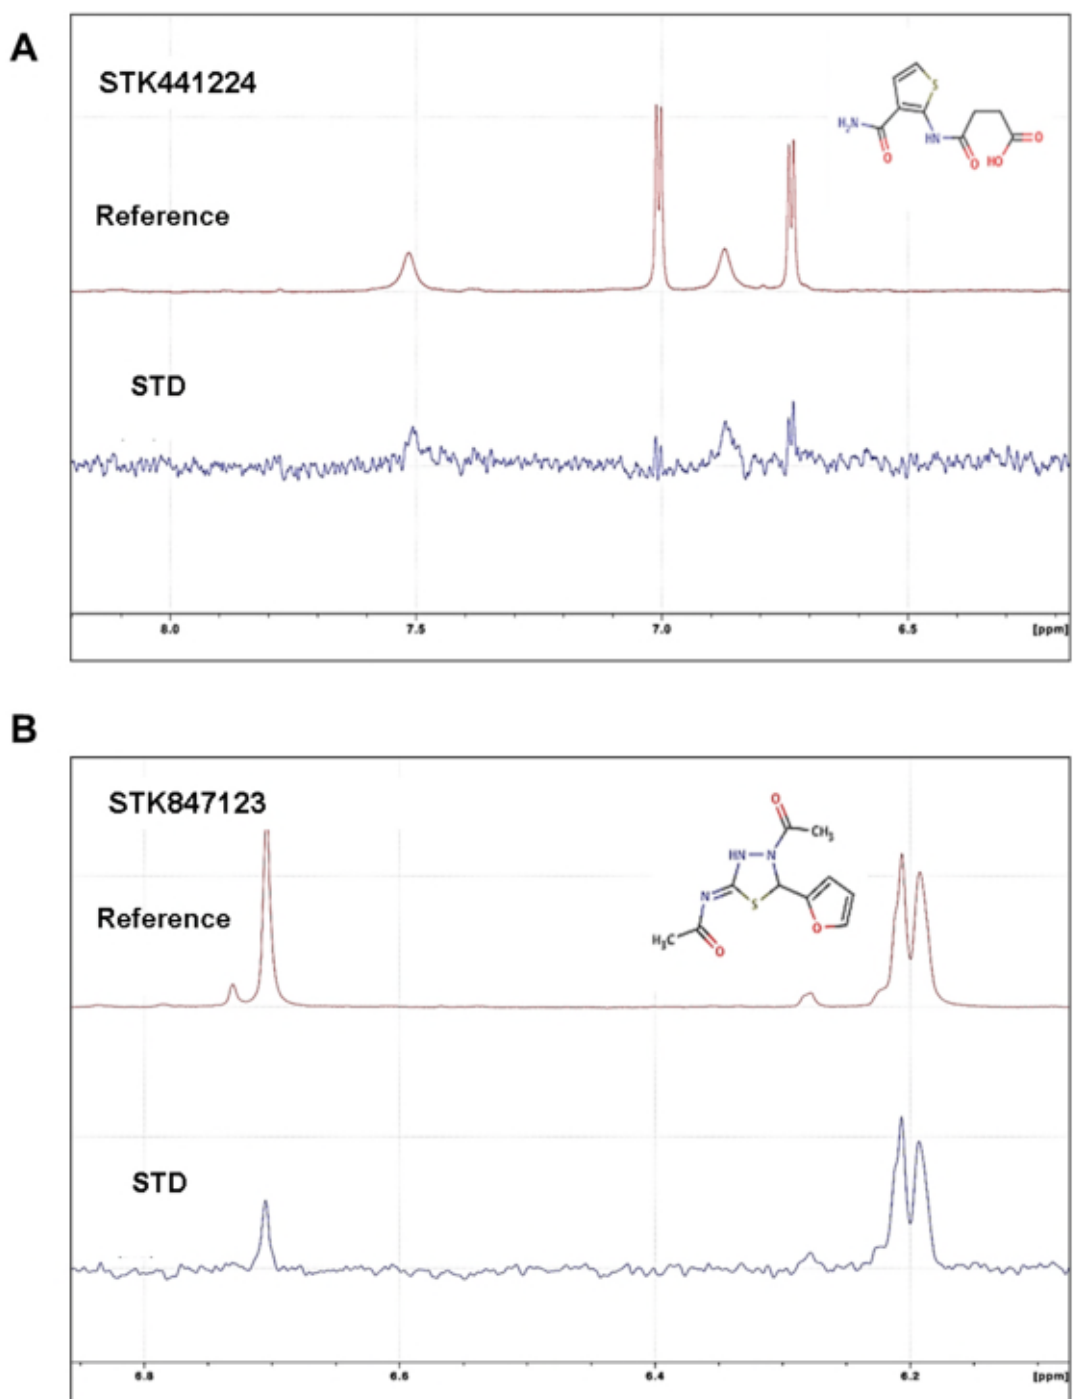 A
STK441224
Reference
STD
H₂N
O
HN
S
O
HO
O
8.0 7.5 7.0 6.5 [ppm]
B
STK847123
Reference
STD
O
CH₃
HN N
N
S
O
H₃C
O
6.8 6.6 6.4 6.2 [ppm]